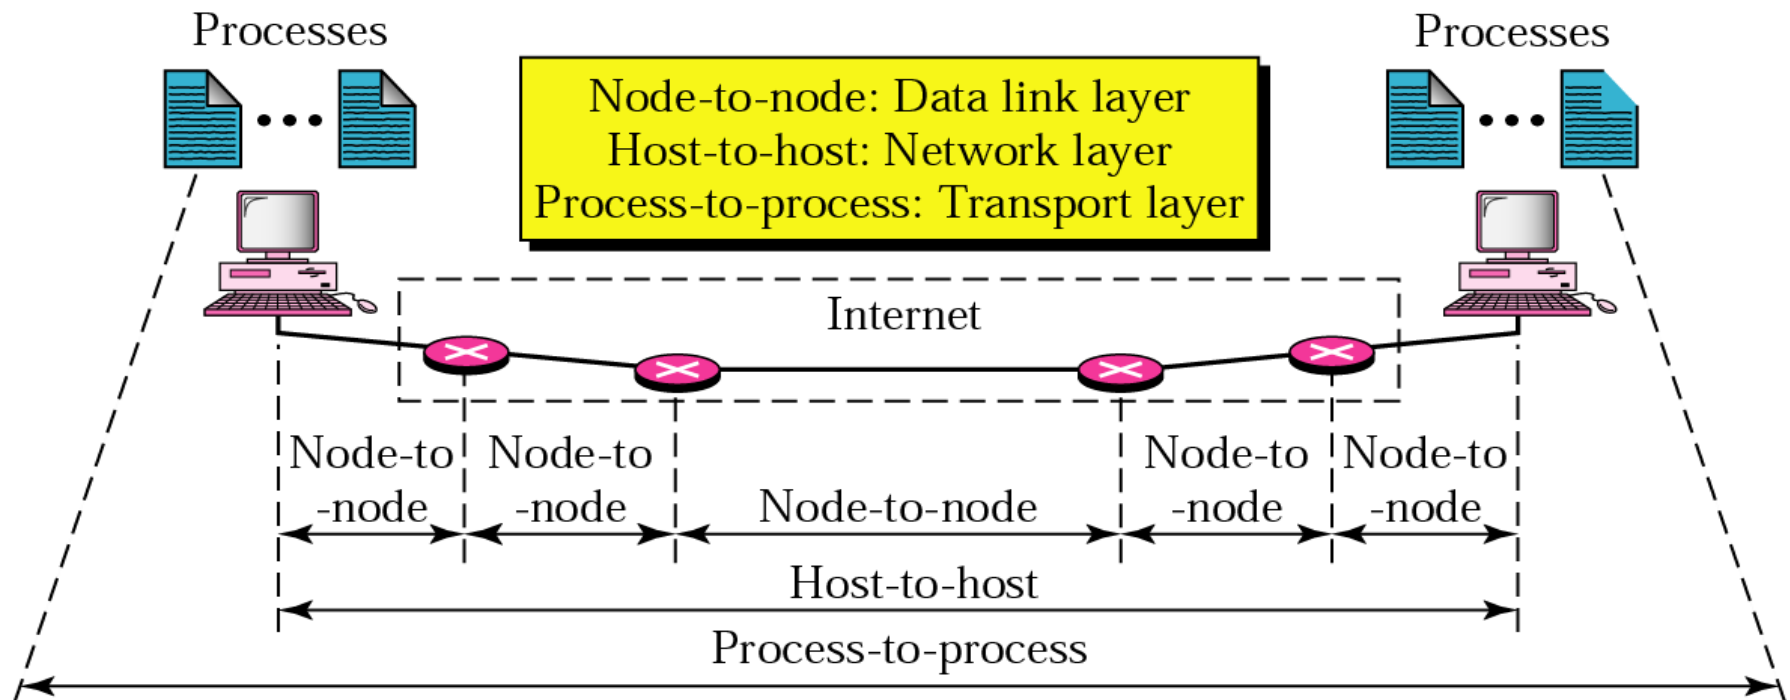 Processes
Processes
Node-to-node: Data link layer
Host-to-host: Network layer
Process-to-process: Transport layer
Internet
Node-to
-node
Node-to
-node
Node-to-node
Node-to
-node
Node-to
-node
Host-to-host
Process-to-process